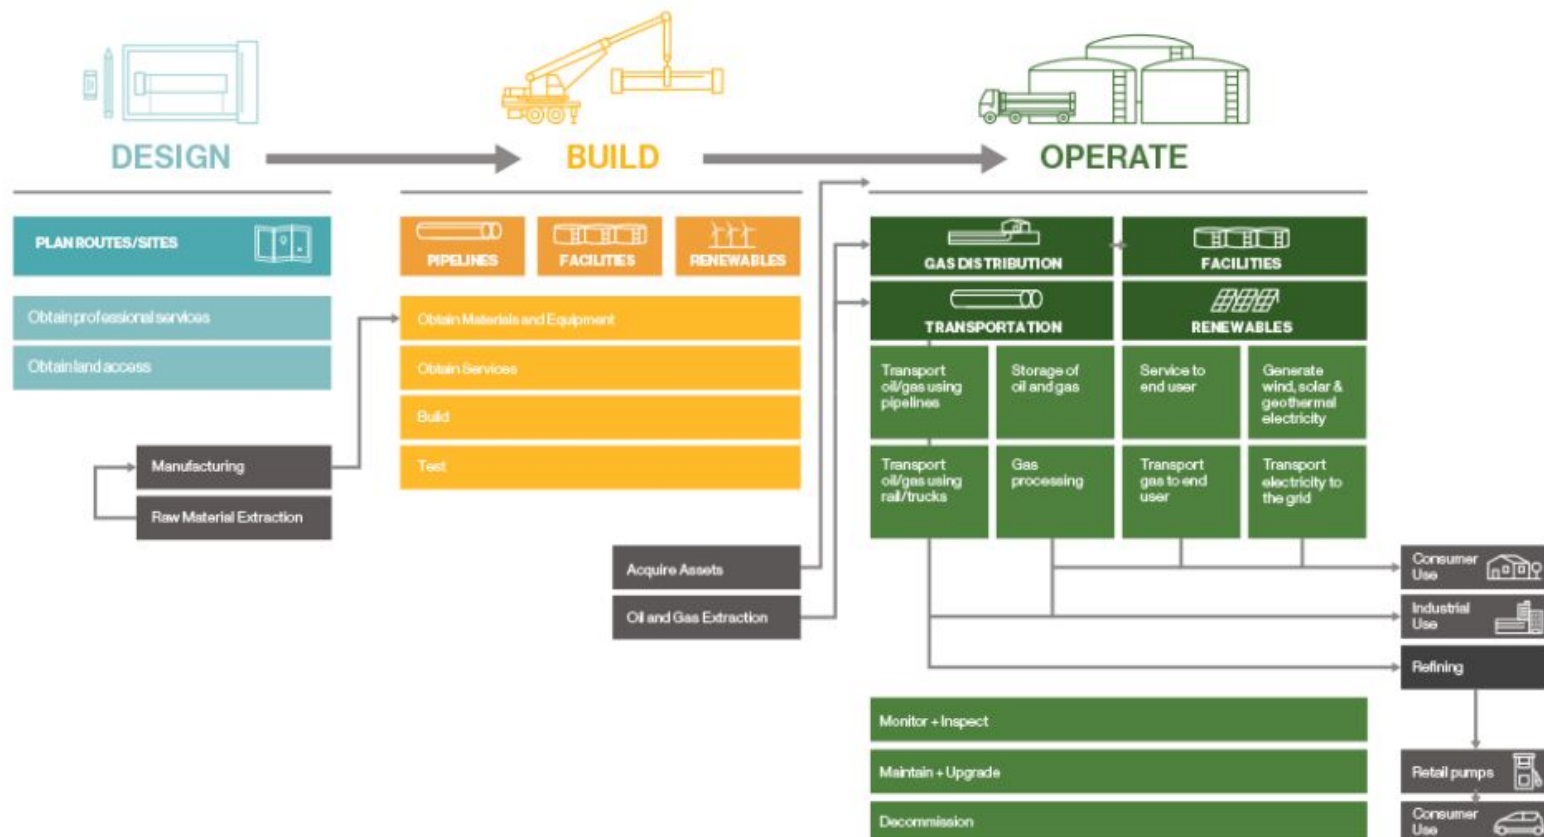 DESIGN
BUILD
OPERATE
PLAN ROUTES/SITES
Obtain professional services
Obtain land access
Manufacturing
Raw Material Extraction
PIPELINES
FACILITIES
RENEWABLES
Obtain Materials and Equipment
Obtain Services
Build
Test
Acquire Assets
Oil and Gas Extraction
GAS DISTRIBUTION
FACILITIES
TRANSPORTATION
RENEWABLES
Transport
oil/gas using
pipelines
Storage of
oil and gas
Service to
end user
Generate
wind, solar &
geothermal
electricity
Transport
oil/gas using
rail/trucks
Gas
processing
Transport
gas to end
user
Transport
electricity to
the grid
Consumer
Use
Industrial
Use
Refining
Monitor + Inspect
Maintain + Upgrade
Decommission
Retail pumps
Consumer
Use